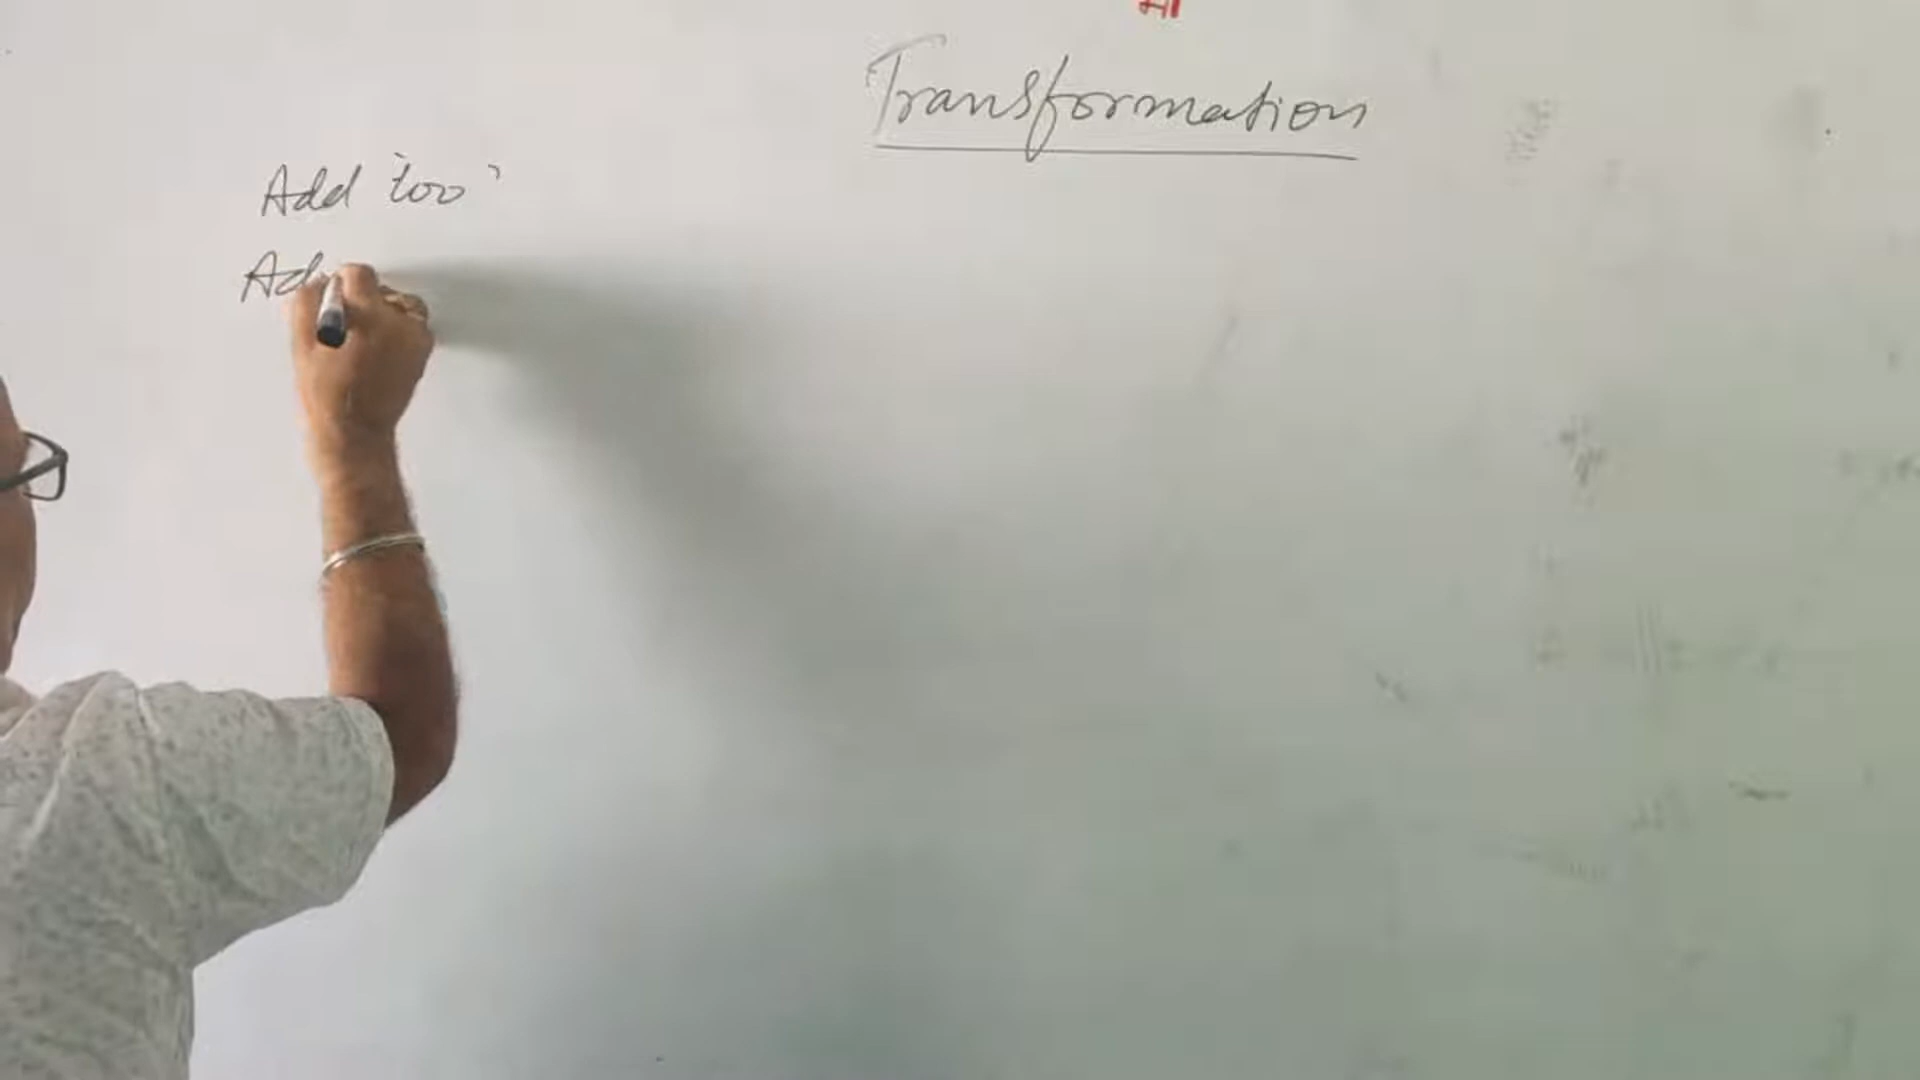 मा
Transformation
Add 'too'
Ad